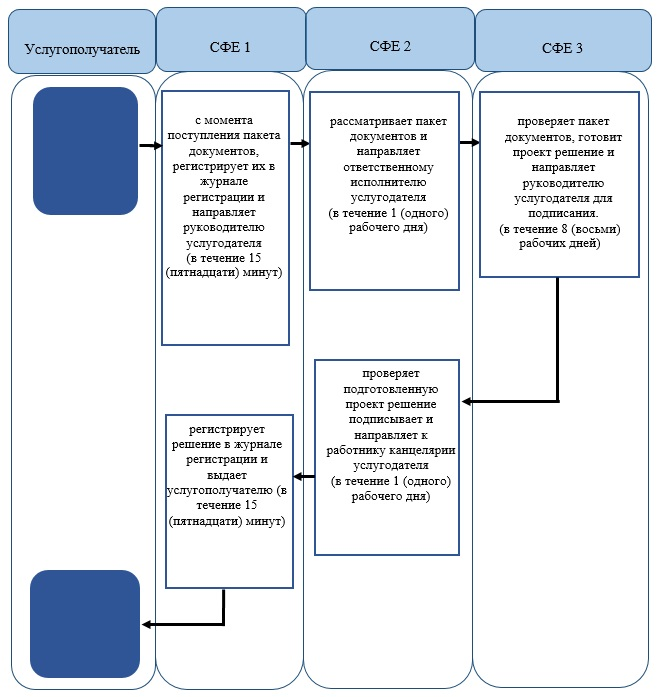 Услугополучатель
СФЕ 1
СФЕ 2
СФЕ 3
с момента
поступления пакета
документов,
регистрирует их в
журнале
регистрации и
направляет
руководителю
услугодателя
(в течение 15
(пятнадцати) минут)
рассматривает пакет
документов и
направляет
ответственному
исполнителю
услугодателя
(в течение 1 (одного)
рабочего дня)
проверяет пакет
документов, готовит
проект решение и
направляет
руководителю
услугодателя для
подписания.
(в течение 8 (восьми)
рабочих дней)
проверяет
подготовленную
проект решение
подписывает и
направляет к
работнику канцелярии
услугодателя
(в течение 1 (одного)
рабочего дня)
регистрирует
решение в журнале
регистрации и
выдает
услугополучателю (в
течение 15
(пятнадцати) минут)